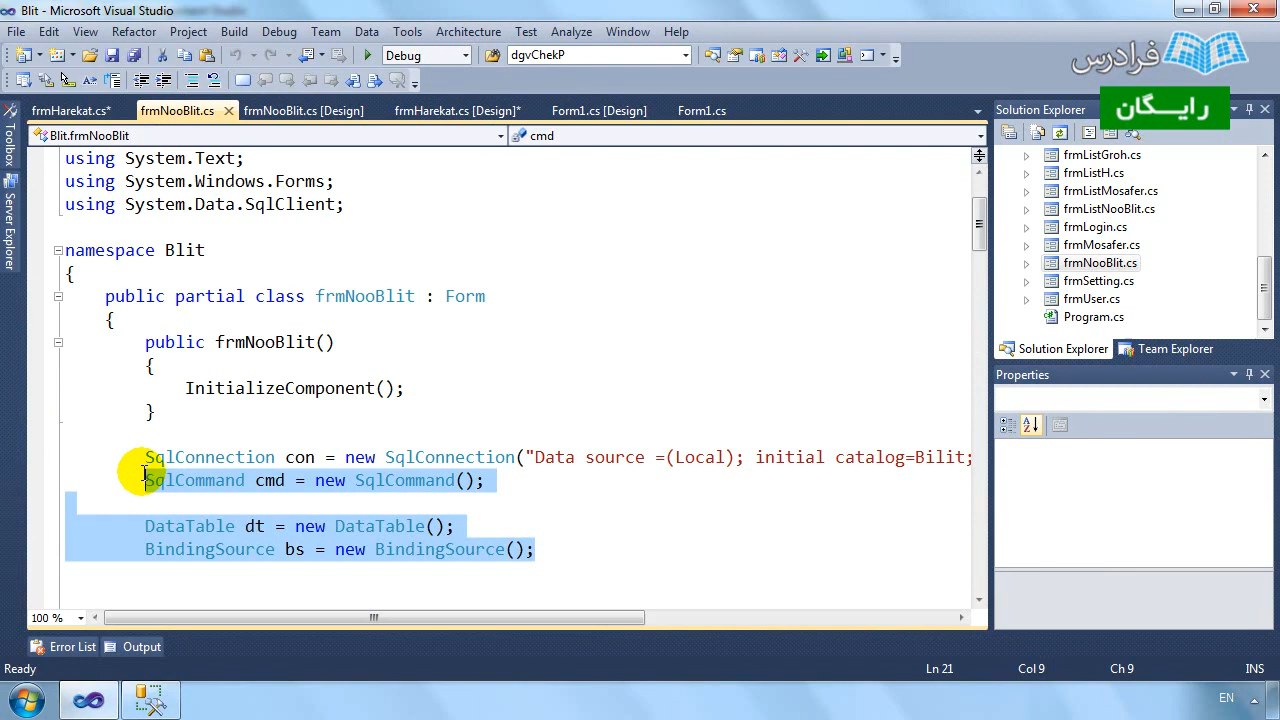 Blit - Microsoft Visual Studio
File Edit View Refactor Project Build Debug Team Data Tools Architecture Test Analyze Window Help
Debug dgvChekP
فرادرس
رایگان
frmHarekat.cs* frmNooBlit.cs frmNooBlit.cs [Design] frmHarekat.cs [Design]* Form1.cs [Design] Form1.cs
Blit.frmNooBlit cmd
Toolbox
Server Explorer
using System.Text;
using System.Windows.Forms;
using System.Data.SqlClient;
namespace Blit
{
public partial class frmNooBlit : Form
{
public frmNooBlit()
{
InitializeComponent();
}
SqlConnection con = new SqlConnection("Data source =(Local); initial catalog=Bilit;
SqlCommand cmd = new SqlCommand();
DataTable dt = new DataTable();
BindingSource bs = new BindingSource();
100 %
Error List Output
Solution Explorer
frmListGroh.cs
frmListH.cs
frmListMosafer.cs
frmListNooBlit.cs
frmLogin.cs
frmMosafer.cs
frmNooBlit.cs
frmSetting.cs
frmUser.cs
Program.cs
Solution Explorer Team Explorer
Properties
Ready Ln 21 Col 9 Ch 9 INS
EN